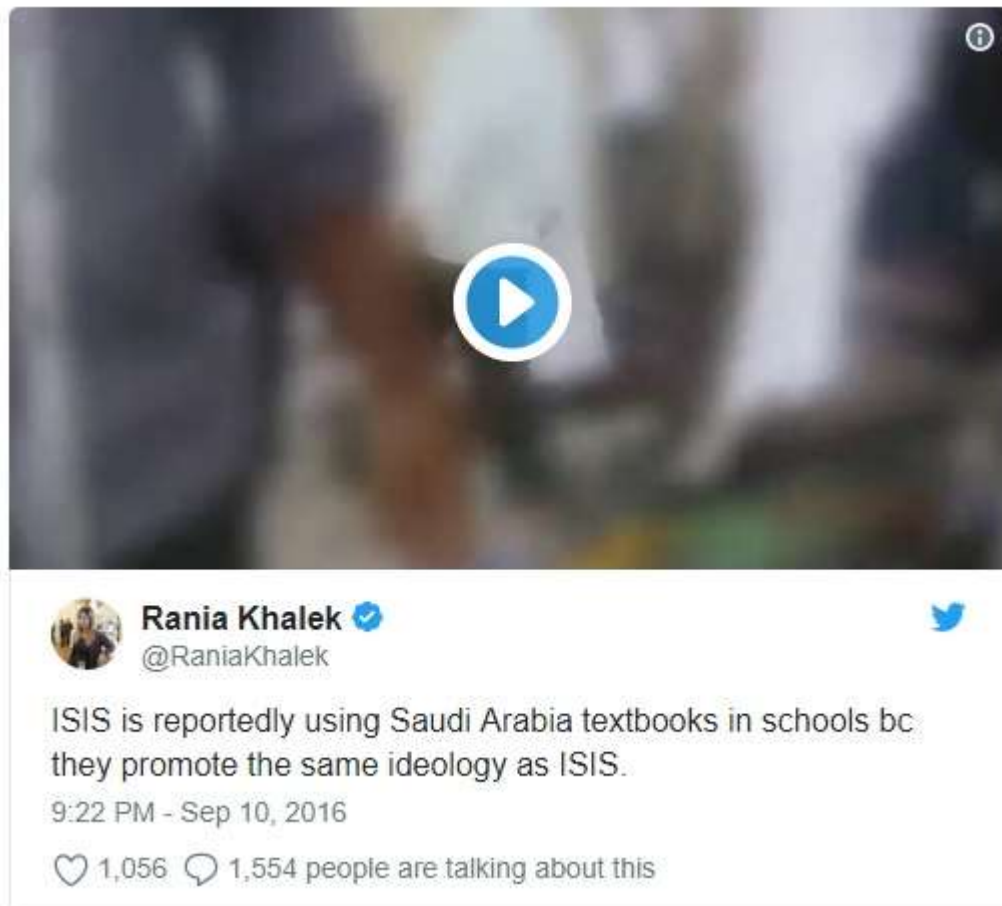 Rania Khalek
@RaniaKhalek
ISIS is reportedly using Saudi Arabia textbooks in schools bc
they promote the same ideology as ISIS.
9:22 PM - Sep 10, 2016
1,056 1,554 people are talking about this